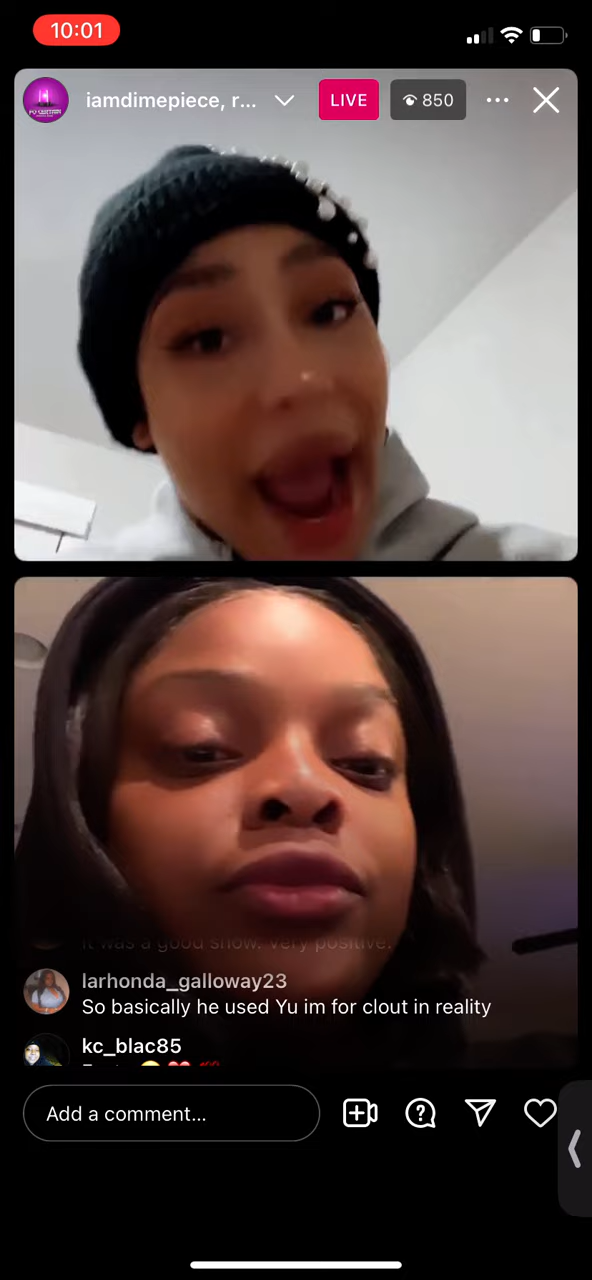 10:01
iamdimepiece, r...
LIVE
850
It was a good show. Very positive.
larhonda_galloway23
So basically he used Yu im for clout in reality
kc_blac85
Add a comment...